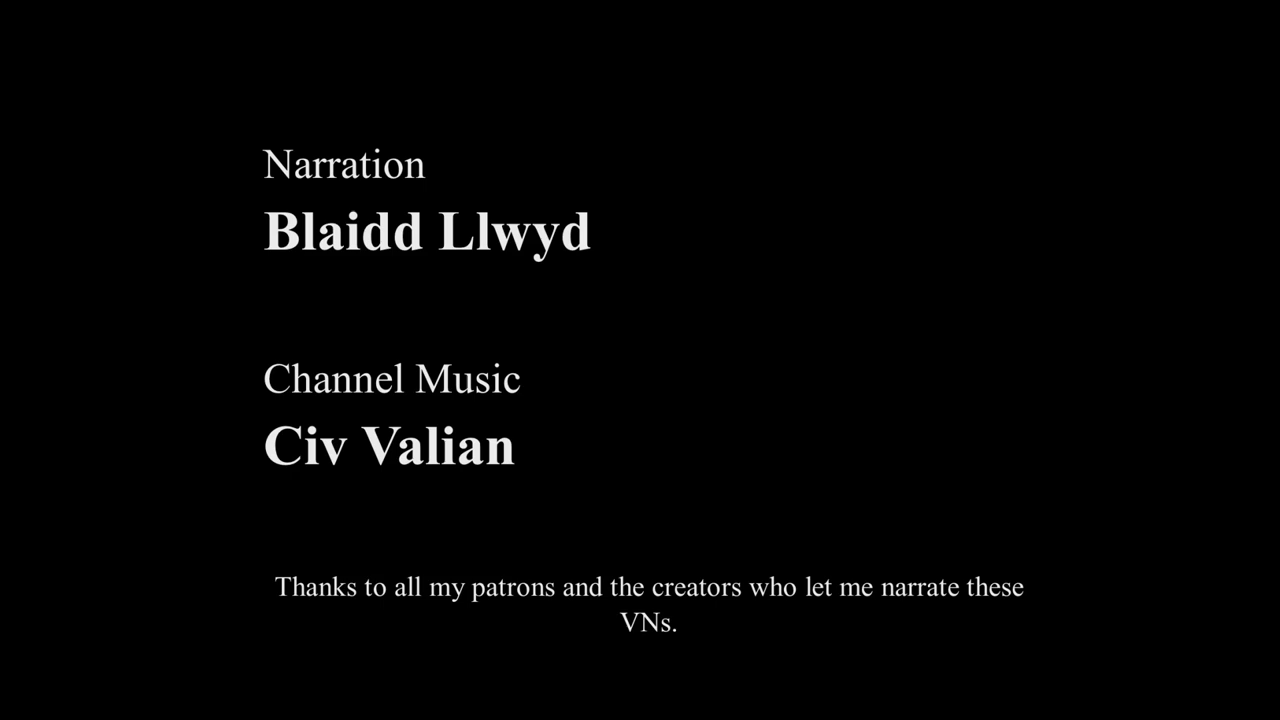 Narration
Blaidd Llwyd
Channel Music
Civ Valian
Thanks to all my patrons and the creators who let me narrate these
VNs.